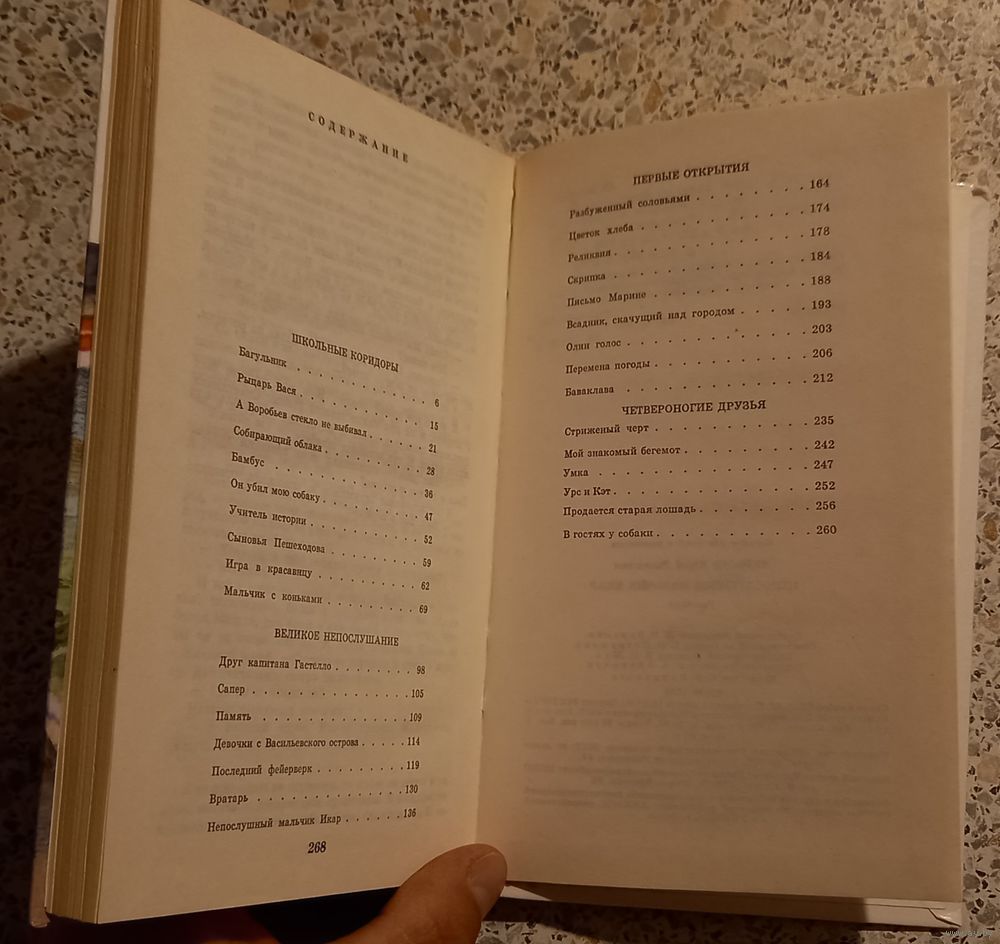 СОДЕРЖАНИЕ
ШКОЛЬНЫЕ КОРИДОРЫ
Багульник . . . . . . . . . . 6
Рыцарь Вася . . . . . . . . . . 15
А Воробьев стекло не выбивал . . . . . 21
Собирающий облака . . . . . . . . 28
Бамбус . . . . . . . . . . . . 36
Он убил мою собаку . . . . . . . . 47
Учитель истории . . . . . . . . . 52
Сыновья Пешеходова . . . . . . . . 59
Игра в красавицу . . . . . . . . . 62
Мальчик с коньками . . . . . . . . 69
ВЕЛИКОЕ НЕПОСЛУШАНИЕ
Друг капитана Гастелло . . . . . . . 98
Сапер . . . . . . . . . . . . . 105
Память . . . . . . . . . . . . . 109
Девочки с Васильевского острова . . . . . 114
Последний фейерверк . . . . . . . . 119
Вратарь . . . . . . . . . . . . 130
Непослушный мальчик Икар . . . . . . 136
268
ПЕРВЫЕ ОТКРЫТИЯ
Разбуженный соловьями . . . . . . . . 164
Цветок хлеба . . . . . . . . . . . 174
Реликвия . . . . . . . . . . . . 178
Скрипка . . . . . . . . . . . . 184
Письмо Марине . . . . . . . . . . 188
Всадник, скачущий над городом . . . . . 193
Один голос . . . . . . . . . . . 203
Перемена погоды . . . . . . . . . . 206
Баваклава . . . . . . . . . . . . 212
ЧЕТВЕРОНОГИЕ ДРУЗЬЯ
Стриженый черт . . . . . . . . . . 235
Мой знакомый бегемот . . . . . . . . 242
Умка . . . . . . . . . . . . . 247
Урс и Кэт . . . . . . . . . . . . 252
Продается старая лошадь . . . . . . . 256
В гостях у собаки . . . . . . . . . 260